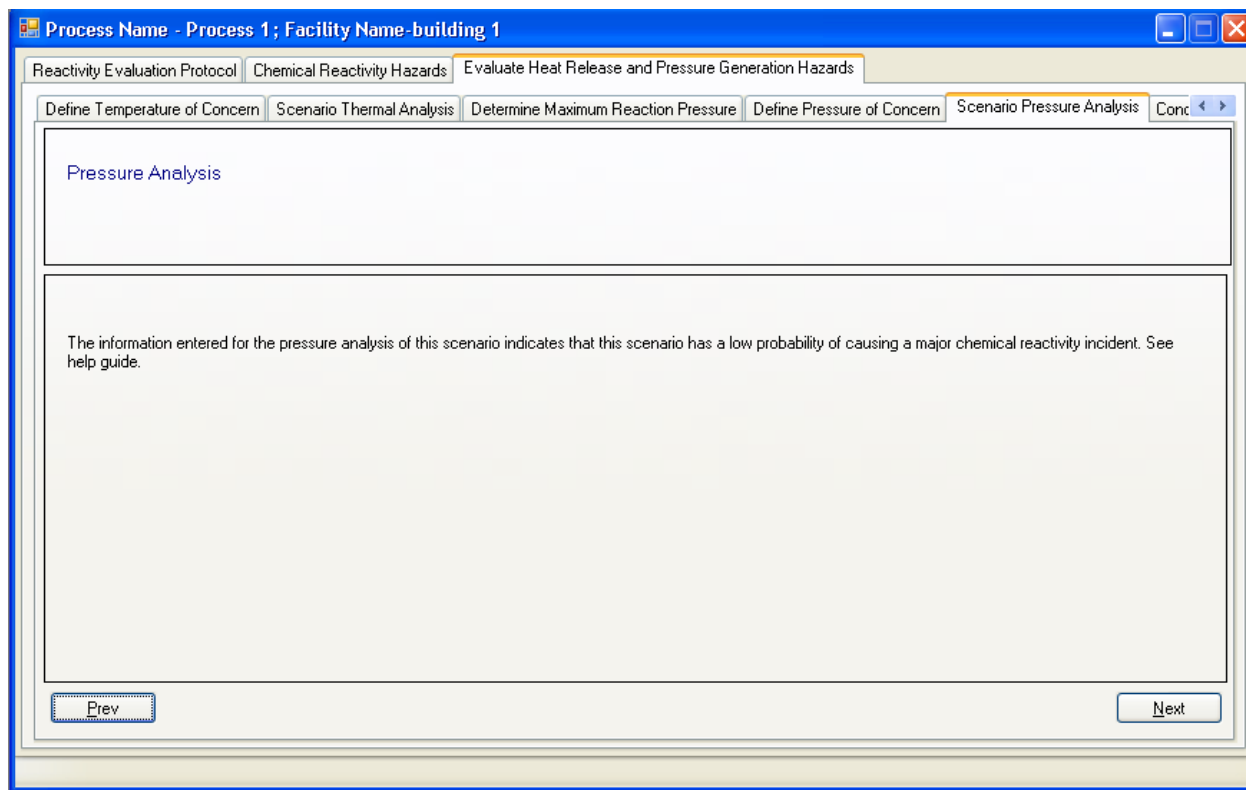 Process Name - Process 1; Facility Name-building 1
Reactivity Evaluation Protocol Chemical Reactivity Hazards Evaluate Heat Release and Pressure Generation Hazards
Define Temperature of Concern Scenario Thermal Analysis Determine Maximum Reaction Pressure Define Pressure of Concern Scenario Pressure Analysis Conc
Pressure Analysis
The information entered for the pressure analysis of this scenario indicates that this scenario has a low probability of causing a major chemical reactivity incident. See
help guide.
Prev Next